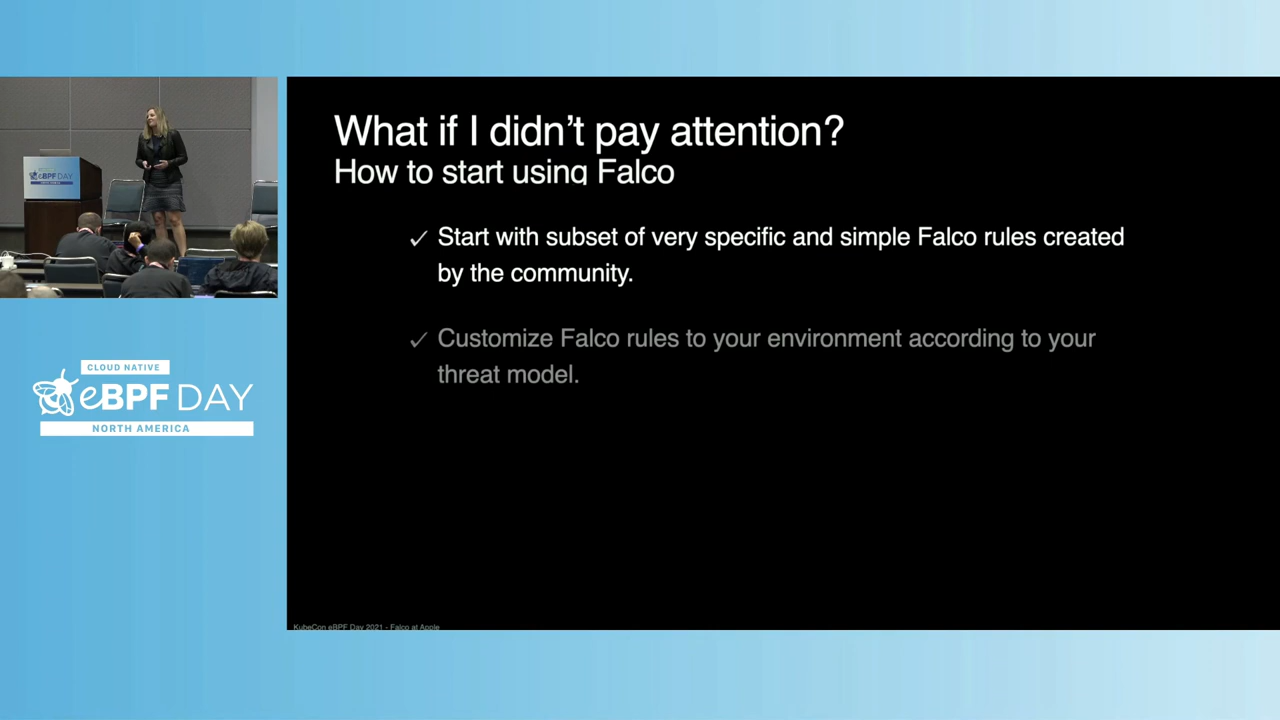 What if I didn't pay attention?
How to start using Falco
✓ Start with subset of very specific and simple Falco rules created
by the community.
✓ Customize Falco rules to your environment according to your
threat model.
KubeCon eBPF Day 2021 - Falco at Apple
eBPF DAY
CLOUD NATIVE
eBPF DAY
NORTH AMERICA